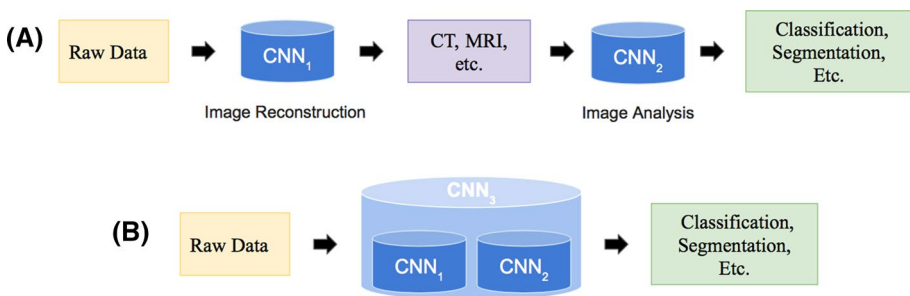 (A)
Raw Data
CNN1
Image Reconstruction
CT, MRI,
etc.
CNN2
Image Analysis
Classification,
Segmentation,
Etc.
(B)
Raw Data
CNN3
CNN1
CNN2
Classification,
Segmentation,
Etc.